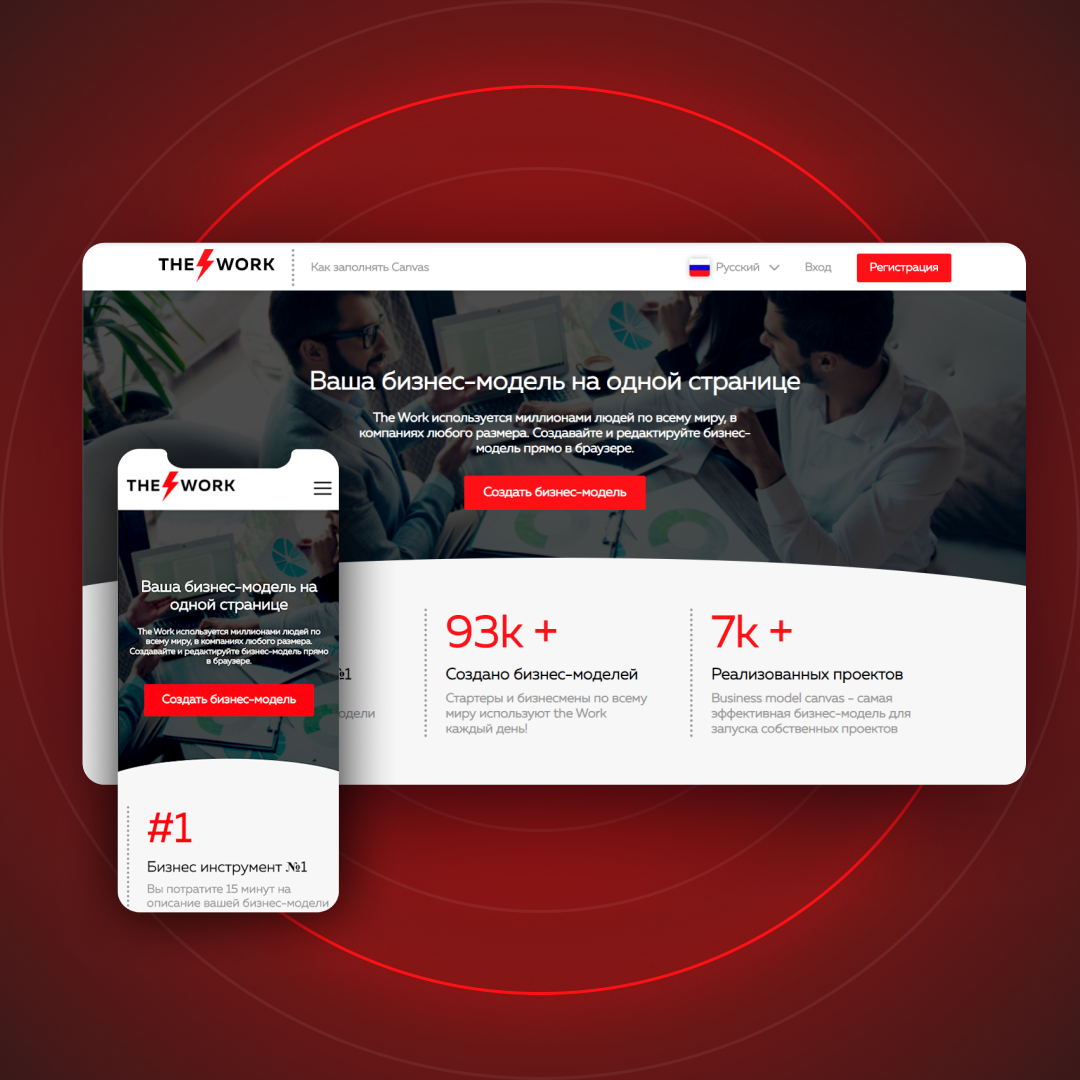 THE WORK
Как заполнять Canvas
Русский
Вход
Регистрация
Ваша бизнес-модель на одной странице
The Work используется миллионами людей по всему миру, в
компаниях любого размера. Создавайте и редактируйте бизнес-
модель прямо в браузере.
Создать бизнес-модель
№1
одели
93k +
Создано бизнес-моделей
Стартеры и бизнесмены по всему
миру используют the Work
каждый день!
7k +
Реализованных проектов
Business model canvas - самая
эффективная бизнес-модель для
запуска собственных проектов
THE WORK
Ваша бизнес-модель на
одной странице
The Work используется миллионами людей по
всему миру, в компаниях любого размера.
Создавайте и редактируйте бизнес-модель прямо
в браузере.
Создать бизнес-модель
#1
Бизнес инструмент №1
Вы потратите 15 минут на
описание вашей бизнес-модели